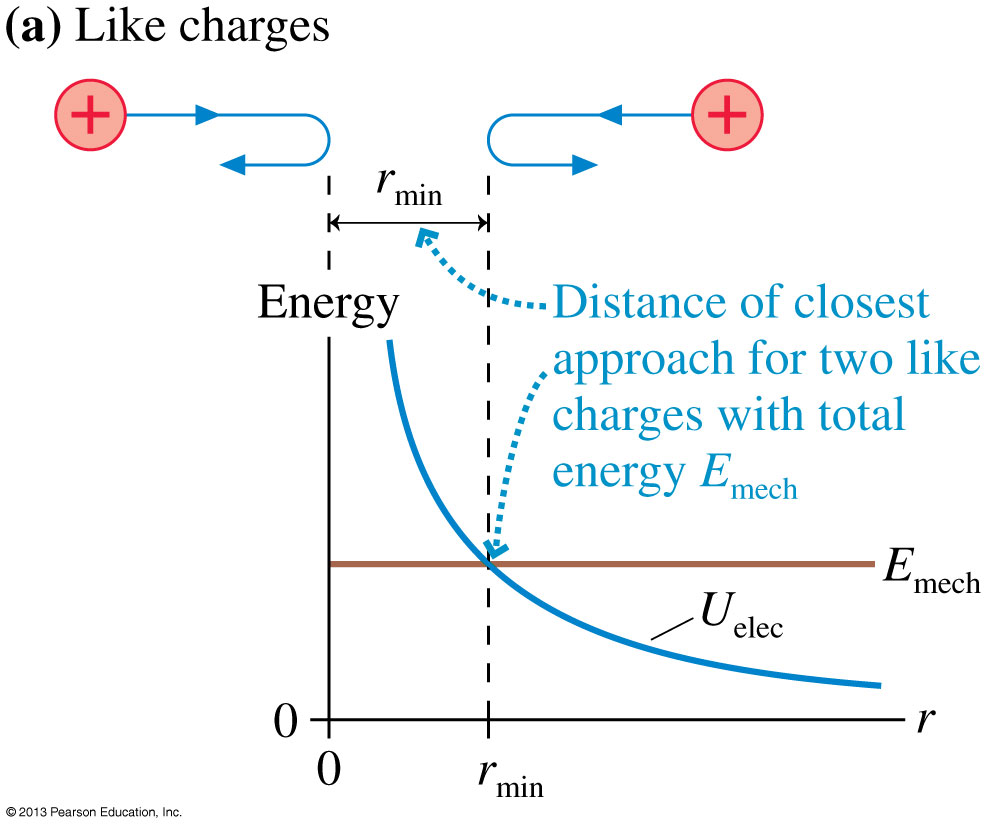 (a) Like charges
+
+
r min
Energy
Distance of closest
approach for two like
charges with total
energy E mech
E mech
U elec
0
r
0
r min
© 2013 Pearson Education, Inc.